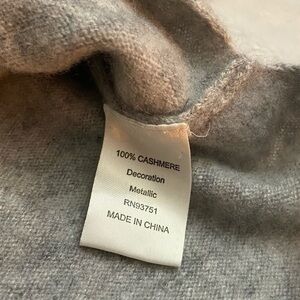 100% CASHMERE
Decoration
Metallic
RN93751
MADE IN CHINA